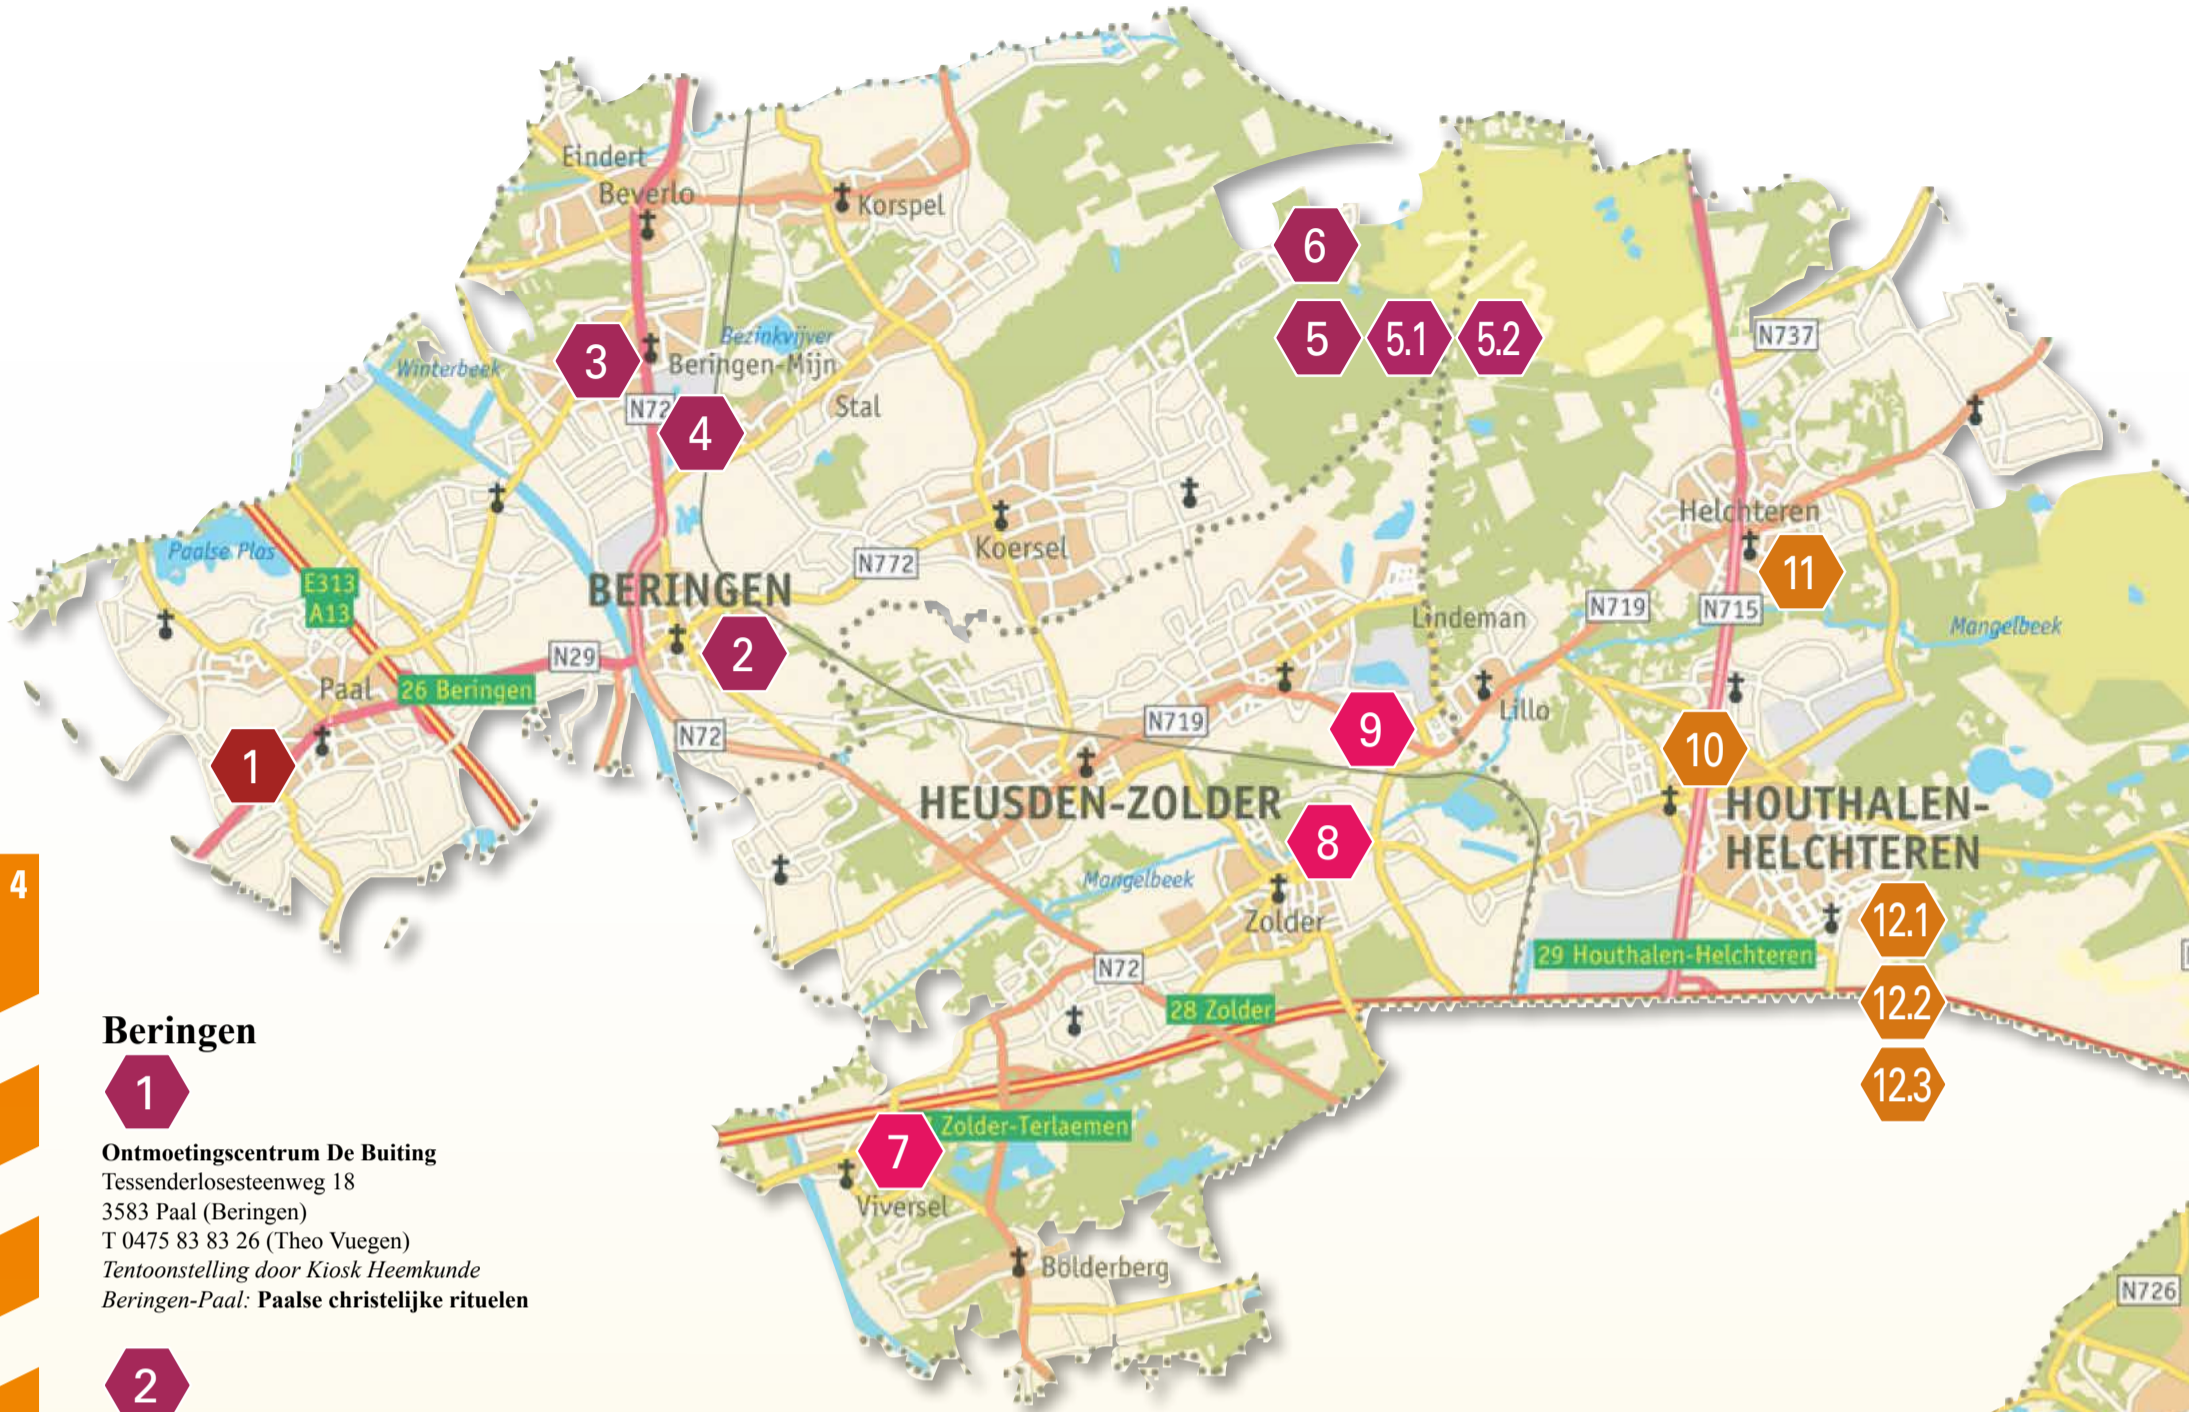 Eindert
Beverlo
Korspel
6
5
5.1
5.2
N737
3
Bezinkvijver
Beringen-Mijn
Winterbeek
N72
4
Stal
Helchteren
Koersel
N772
Paalse Plas
E313
A13
BERINGEN
11
N719
N715
Lindeman
Mangelbeek
2
N29
Paal
26 Beringen
N72
N719
9
Lillo
10
1
HEUSDEN-ZOLDER
HOUTHALEN-
HELCHTEREN
8
Mangelbeek
Zolder
12.1
N72
29 Houthalen-Helchteren
28 Zolder
12.2
12.3
7
Zolder-Terlaemen
Viversel
Bolderberg
N726
4
Beringen
1
Ontmoetingscentrum De Buiting
Tessenderlosesteenweg 18
3583 Paal (Beringen)
T 0475 83 83 26 (Theo Vuegen)
Tentoonstelling door Kiosk Heemkunde
Beringen-Paal: Paalse christelijke rituelen
2